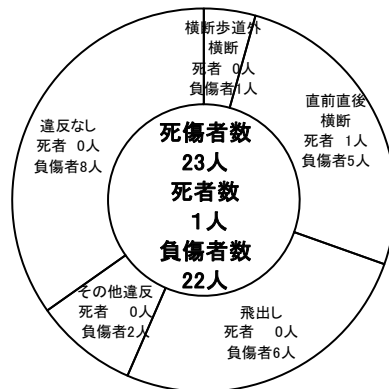 横断歩道外
横断
死者 0人
負傷者1人
直前直後
横断
死者 1人
負傷者5人
飛出し
死者 0人
負傷者6人
その他違反
死者 0人
負傷者2人
違反なし
死者 0人
負傷者8人
死傷者数
23人
死者数
1人
負傷者数
22人